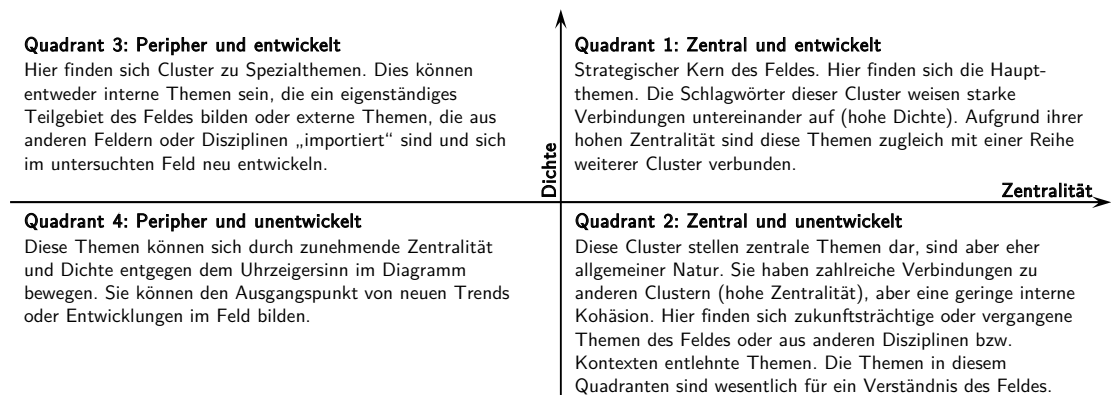 Quadrant 3: Peripher und entwickelt
Hier finden sich Cluster zu Spezialthemen. Dies können
entweder interne Themen sein, die ein eigenständiges
Teilgebiet des Feldes bilden oder externe Themen, die aus
anderen Feldern oder Disziplinen „importiert“ sind und sich
im untersuchten Feld neu entwickeln.
Quadrant 1: Zentral und entwickelt
Strategischer Kern des Feldes. Hier finden sich die Haupt-
themen. Die Schlagwörter dieser Cluster weisen starke
Verbindungen untereinander auf (hohe Dichte). Aufgrund ihrer
hohen Zentralität sind diese Themen zugleich mit einer Reihe
weiterer Cluster verbunden.
Dichte
Zentralität
Quadrant 4: Peripher und unentwickelt
Diese Themen können sich durch zunehmende Zentralität
und Dichte entgegen dem Uhrzeigersinn im Diagramm
bewegen. Sie können den Ausgangspunkt von neuen Trends
oder Entwicklungen im Feld bilden.
Quadrant 2: Zentral und unentwickelt
Diese Cluster stellen zentrale Themen dar, sind aber eher
allgemeiner Natur. Sie haben zahlreiche Verbindungen zu
anderen Clustern (hohe Zentralität), aber eine geringe interne
Kohäsion. Hier finden sich zukunftsträchtige oder vergangene
Themen des Feldes oder aus anderen Disziplinen bzw.
Kontexten entlehnte Themen. Die Themen in diesem
Quadranten sind wesentlich für ein Verständnis des Feldes.